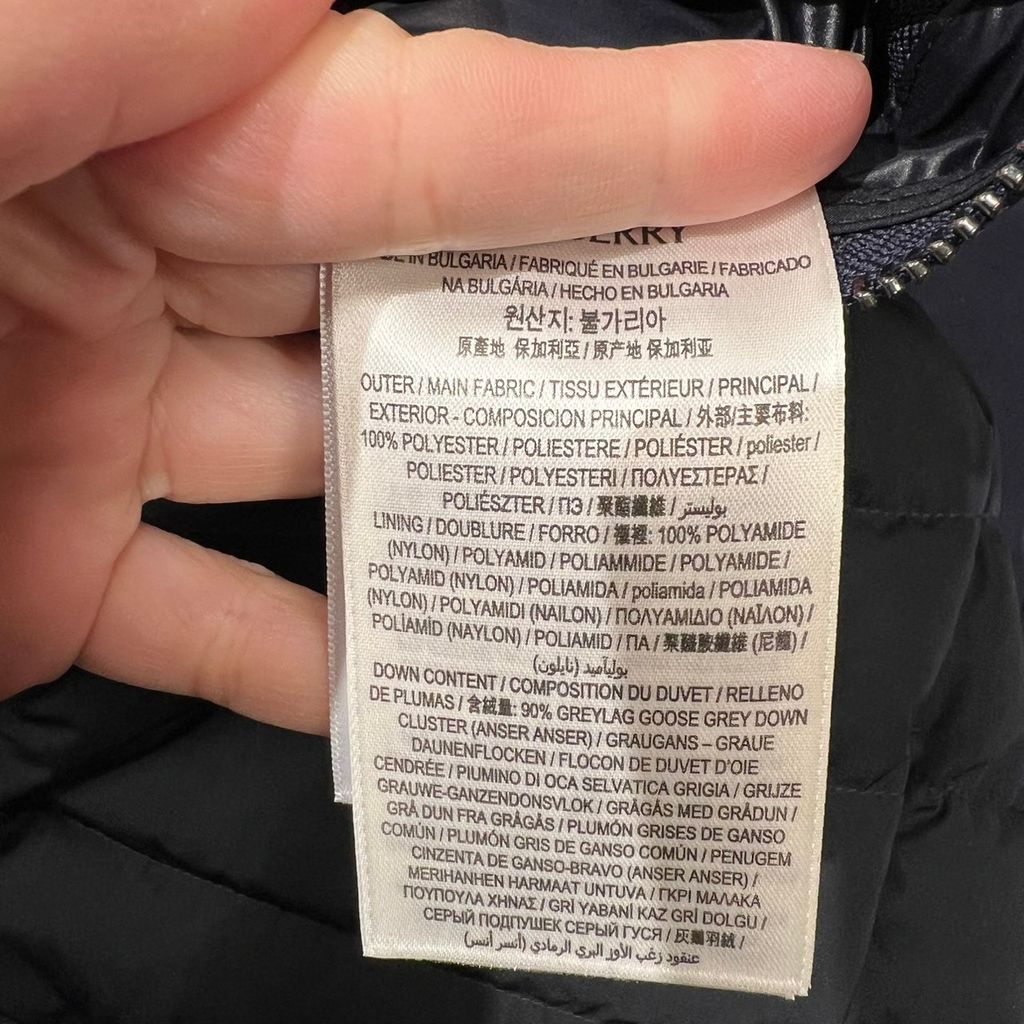 BERRY
IN BULGARIA / FABRIQUÉ EN BULGARIE / FABRICADO
NA BULGÁRIA / HECHO EN BULGARIA
원산지: 불가리아
原產地 保加利亞 / 原产地 保加利亚
OUTER / MAIN FABRIC / TISSU EXTÉRIEUR / PRINCIPAL /
EXTERIOR - COMPOSICION PRINCIPAL / 外部/主要布料:
100% POLYESTER / POLIESTERE / POLIÉSTER / poliester /
POLIESTER / POLYESTERI / ΠΟΛΥΕΣΤΕΡΑΣ /
POLIÉSZTER / ПЭ / 聚酯纖維 / بوليستر
LINING / DOUBLURE / FORRO / 裡裡: 100% POLYAMIDE
(NYLON) / POLYAMID / POLIAMMIDE / POLYAMIDE /
POLYAMID (NYLON) / POLIAMIDA / poliamida / POLIAMIDA
(NYLON) / POLYAMIDI (NAILON) / ΠΟΛΥΑΜΙΔΙΟ (ΝΑΪΛΟΝ) /
POLİAMİD (NAYLON) / POLIAMID / ПА / 聚醯胺纖維 (尼龍) /
بوليآميد (نايلون)
DOWN CONTENT / COMPOSITION DU DUVET / RELLENO
DE PLUMAS / 含絨量: 90% GREYLAG GOOSE GREY DOWN
CLUSTER (ANSER ANSER) / GRAUGANS – GRAUE
DAUNENFLOCKEN / FLOCON DE DUVET D'OIE
CENDRÉE / PIUMINO DI OCA SELVATICA GRIGIA / GRIJZE
GRAUWE-GANZENDONSVLOK / GRÅGÅS MED GRÅDUN /
GRÅ DUN FRA GRÅGÅS / PLUMÓN GRISES DE GANSO
COMÚN / PLUMÓN GRIS DE GANSO COMÚN / PENUGEM
CINZENTA DE GANSO-BRAVO (ANSER ANSER) /
MERIHANHEN HARMAAT UNTUVA / ΓΚΡΙ ΜΑΛΑΚΑ
ΠΟΥΠΟΥΛΑ ΧΗΝΑΣ / GRİ YABANİ KAZ GRİ DOLGU /
СЕРЫЙ ПОДПУШЕК СЕРЫЙ ГУСЯ / 灰鵝羽絨 /
عنقود زغب الأوز البري الرمادي (أنسر أنسر)